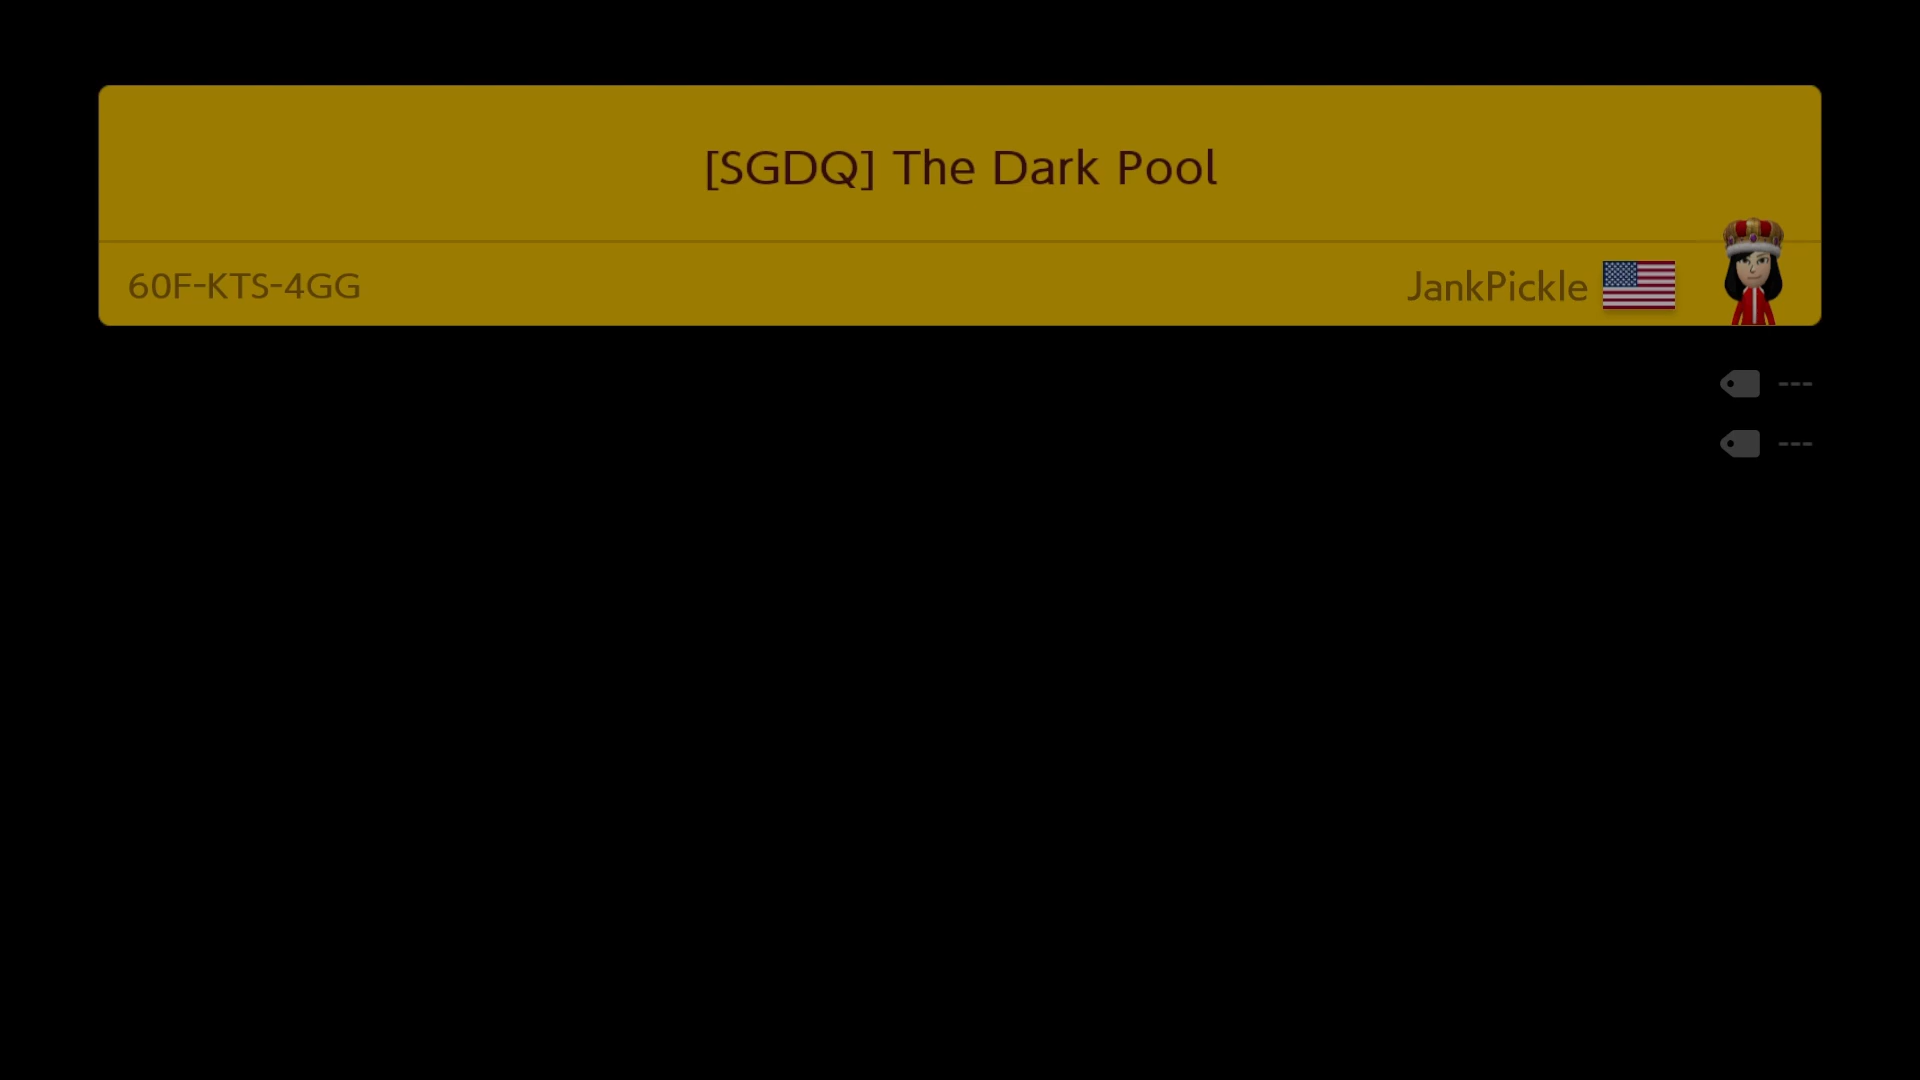 [SGDQ] The Dark Pool
60F-KTS-4GG
JankPickle
---
---